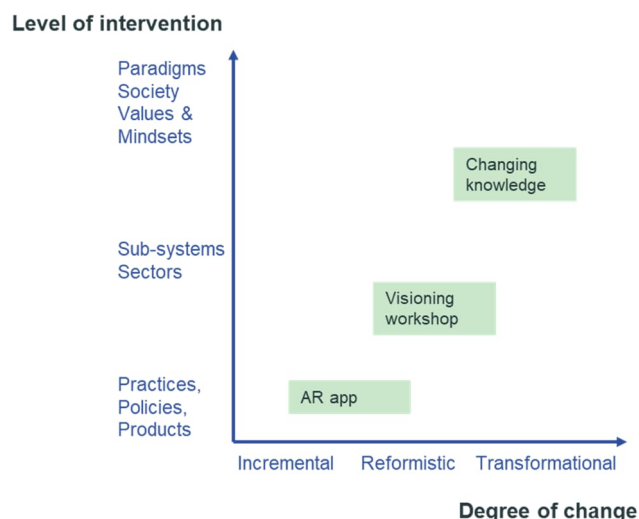 Level of intervention
Paradigms
Society
Values &
Mindsets
Changing
knowledge
Sub-systems
Sectors
Visioning
workshop
Practices,
Policies,
Products
AR app
Incremental
Reformistic
Transformational
Degree of change